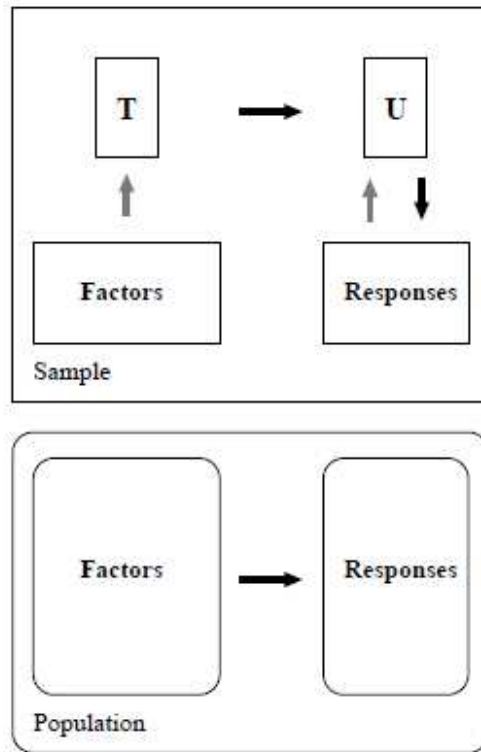 T U
Factors Responses
Sample
Factors Responses
Population